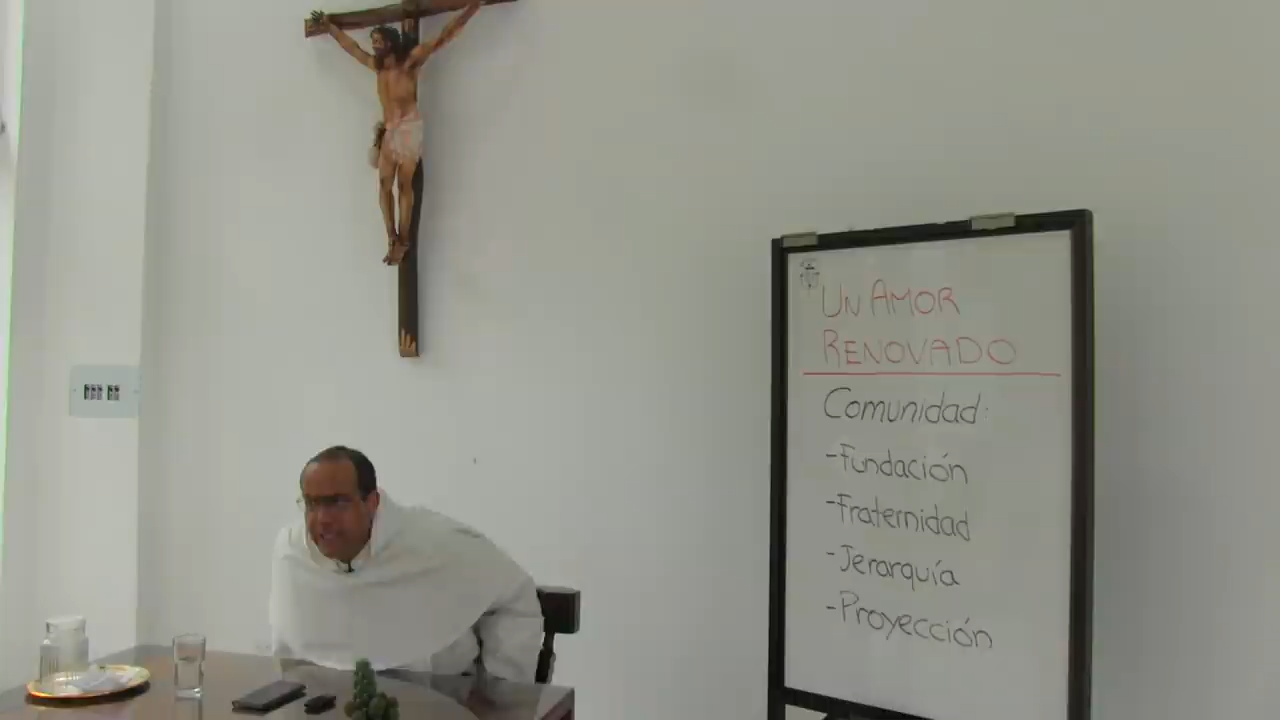 UN AMOR
RENOVADO
Comunidad:
-Fundación
-Fraternidad
-Jerarquía
-Proyección